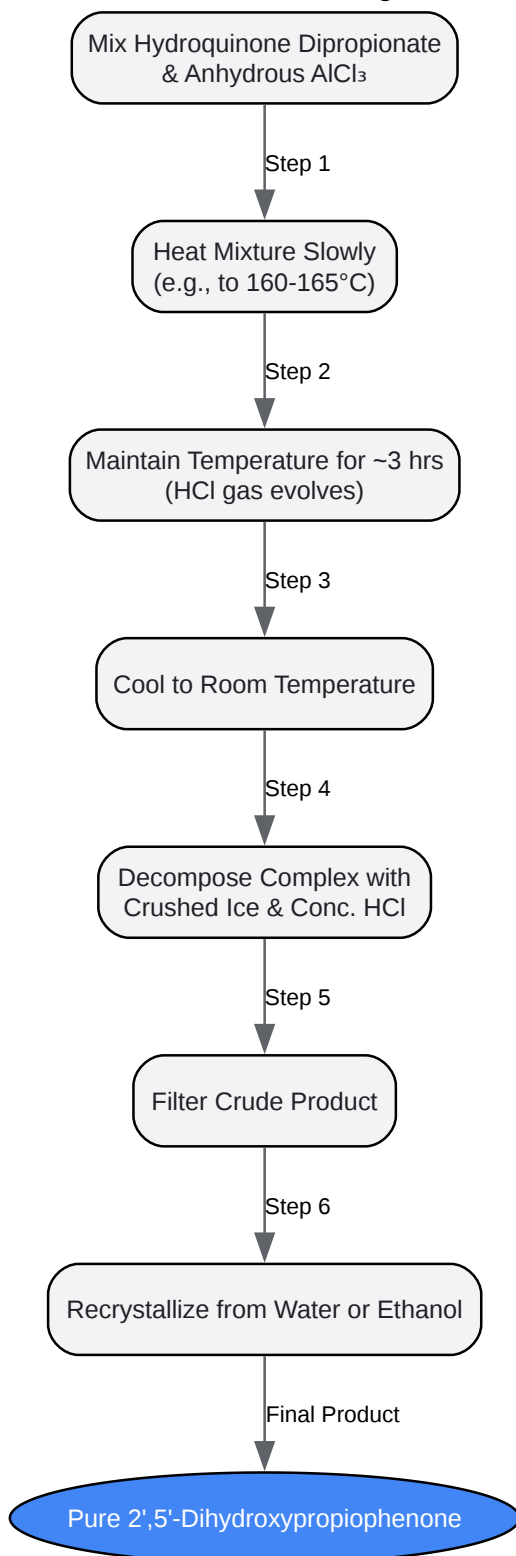 Mix Hydroquinone Dipropionate
& Anhydrous AlCl₃
Step 1
Heat Mixture Slowly
(e.g., to 160-165°C)
Step 2
Maintain Temperature for ~3 hrs
(HCl gas evolves)
Step 3
Cool to Room Temperature
Step 4
Decompose Complex with
Crushed Ice & Conc. HCl
Step 5
Filter Crude Product
Step 6
Recrystallize from Water or Ethanol
Final Product
Pure 2',5'-Dihydroxypropiophenone